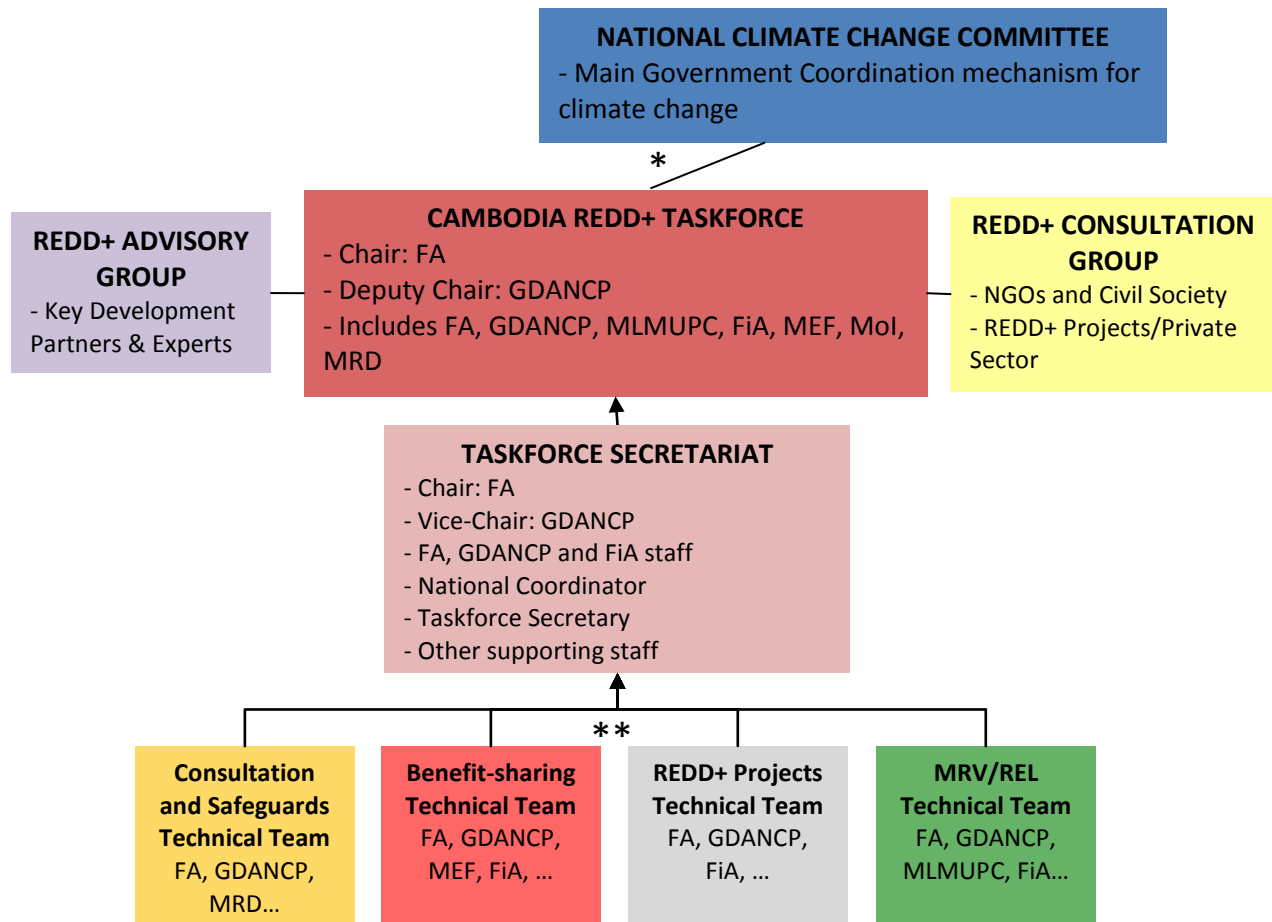 NATIONAL CLIMATE CHANGE COMMITTEE
- Main Government Coordination mechanism for
climate change
*
REDD+ ADVISORY
GROUP
- Key Development
Partners & Experts
CAMBODIA REDD+ TASKFORCE
- Chair: FA
- Deputy Chair: GDANCP
- Includes FA, GDANCP, MLMUPC, FiA, MEF, MoI,
MRD
REDD+ CONSULTATION
GROUP
- NGOs and Civil Society
- REDD+ Projects/Private
Sector
TASKFORCE SECRETARIAT
- Chair: FA
- Vice-Chair: GDANCP
- FA, GDANCP and FiA staff
- National Coordinator
- Taskforce Secretary
- Other supporting staff
**
Consultation
and Safeguards
Technical Team
FA, GDANCP,
MRD...
Benefit-sharing
Technical Team
FA, GDANCP,
MEF, FiA, ...
REDD+ Projects
Technical Team
FA, GDANCP,
FiA, ...
MRV/REL
Technical Team
FA, GDANCP,
MLMUPC, FiA...